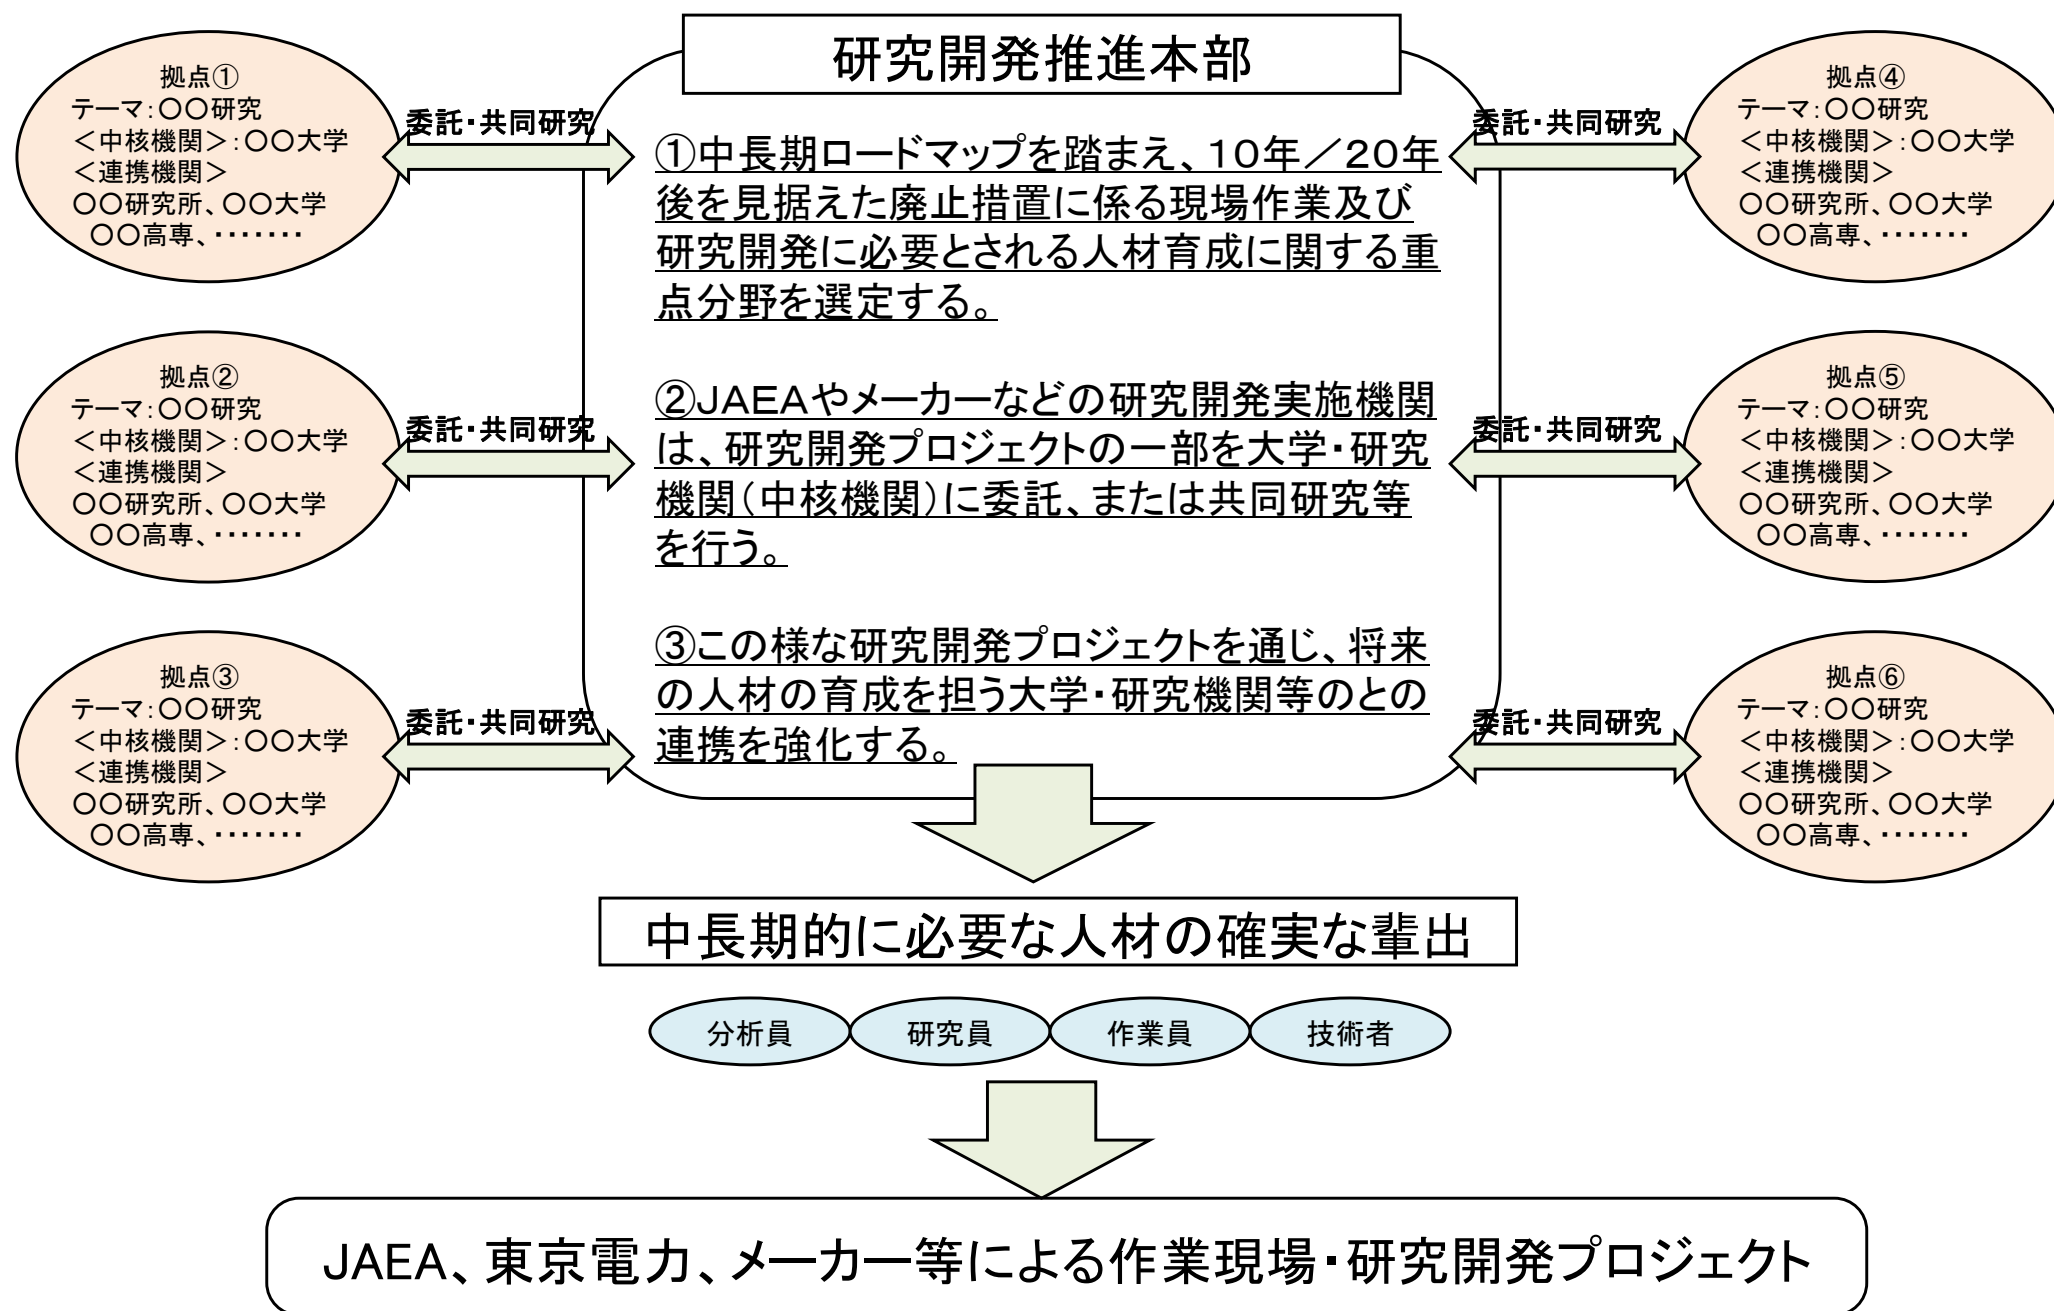 研究開発推進本部
拠点①
テーマ：〇〇研究
＜中核機関＞：〇〇大学
＜連携機関＞
〇〇研究所、〇〇大学
〇〇高専、・・・・・・・
委託・共同研究
拠点②
テーマ：〇〇研究
＜中核機関＞：〇〇大学
＜連携機関＞
〇〇研究所、〇〇大学
〇〇高専、・・・・・・・
委託・共同研究
拠点③
テーマ：〇〇研究
＜中核機関＞：〇〇大学
＜連携機関＞
〇〇研究所、〇〇大学
〇〇高専、・・・・・・・
委託・共同研究
①中長期ロードマップを踏まえ、１０年／２０年
後を見据えた廃止措置に係る現場作業及び
研究開発に必要とされる人材育成に関する重
点分野を選定する。
②ＪＡＥＡやメーカーなどの研究開発実施機関
は、研究開発プロジェクトの一部を大学・研究
機関（中核機関）に委託、または共同研究等
を行う。
③この様な研究開発プロジェクトを通じ、将来
の人材の育成を担う大学・研究機関等のとの
連携を強化する。
委託・共同研究
拠点④
テーマ：〇〇研究
＜中核機関＞：〇〇大学
＜連携機関＞
〇〇研究所、〇〇大学
〇〇高専、・・・・・・・
委託・共同研究
拠点⑤
テーマ：〇〇研究
＜中核機関＞：〇〇大学
＜連携機関＞
〇〇研究所、〇〇大学
〇〇高専、・・・・・・・
委託・共同研究
拠点⑥
テーマ：〇〇研究
＜中核機関＞：〇〇大学
＜連携機関＞
〇〇研究所、〇〇大学
〇〇高専、・・・・・・・
中長期的に必要な人材の確実な輩出
分析員
研究員
作業員
技術者
JAEA、東京電力、メーカー等による作業現場・研究開発プロジェクト